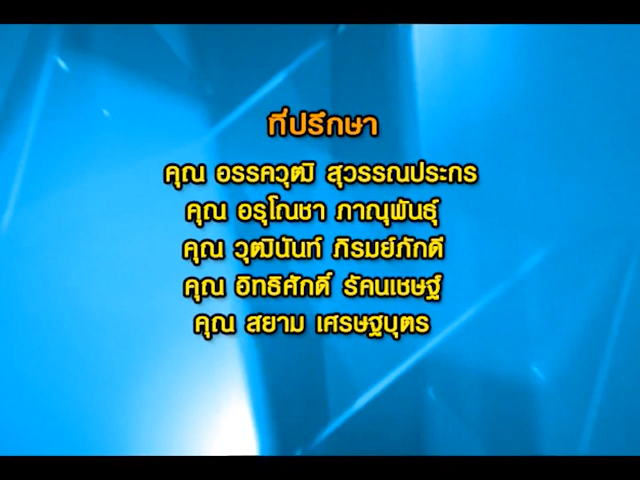 ที่ปรึกษา
คุณ อรรควุฒิ สุวรรณประกร
คุณ อรุโณชา ภาณุพันธุ์
คุณ วุฒินันท์ ภิรมย์ภักดี
คุณ อิทธิศักดิ์ รัคนเชษฐ์
คุณ สยาม เศรษฐบุตร